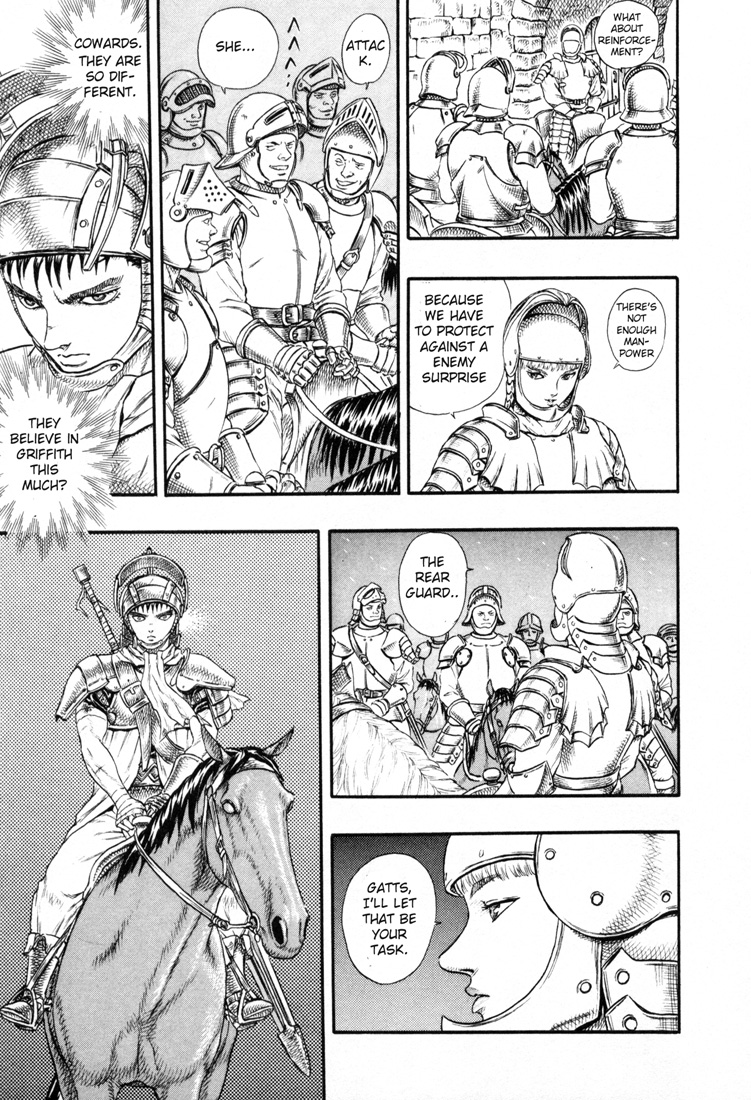 WHAT
ABOUT
REINFORCE-
MENT?
THERE'S
NOT
ENOUGH
MAN-
POWER
BECAUSE
WE HAVE
TO PROTECT
AGAINST A
ENEMY
SURPRISE
ATTAC
K.
SHE...
COWARDS.
THEY ARE
SO DIF-
FERENT.
THEY
BELIEVE IN
GRIFFITH
THIS
MUCH?
THE
REAR
GUARD..
GATTS,
I'LL LET
THAT BE
YOUR
TASK.